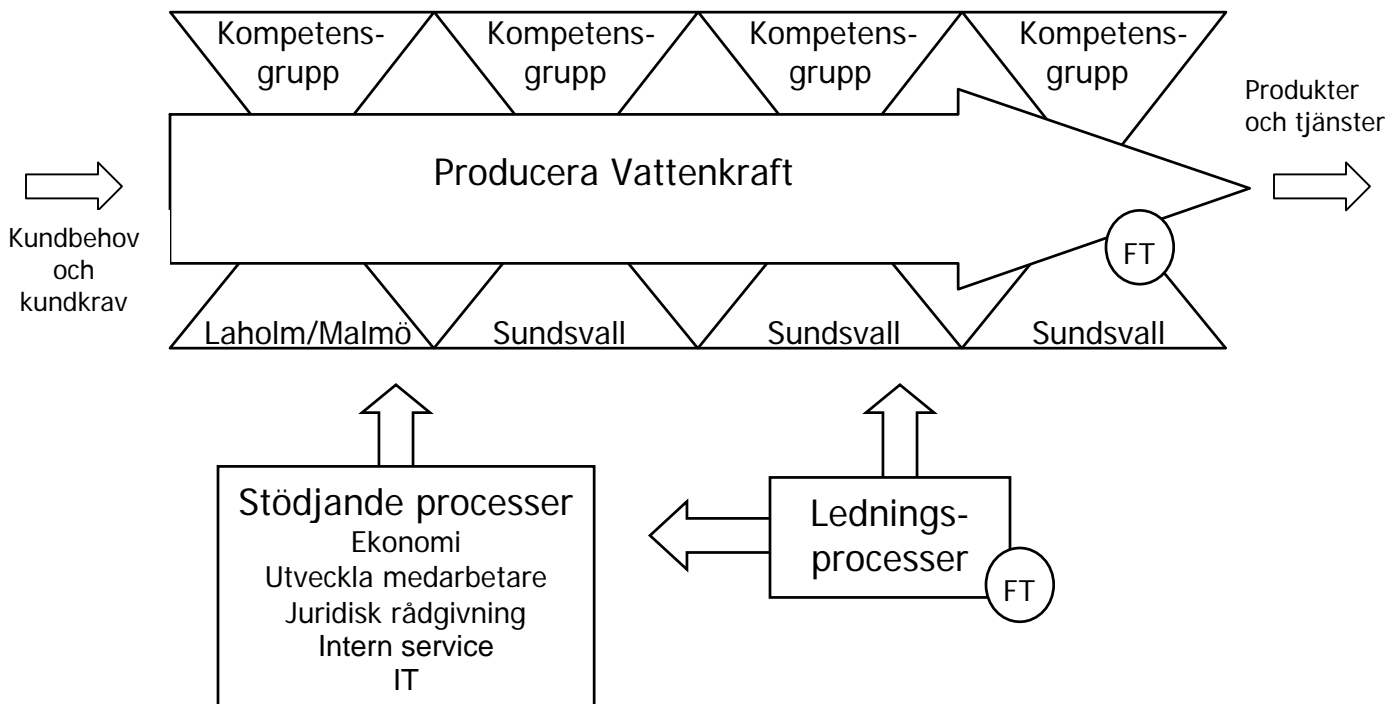 Kompetens-
grupp
Kompetens-
grupp
Kompetens-
grupp
Kompetens-
grupp
Produkter
och tjänster
Producera Vattenkraft
Kundbehov
och
kundkrav
FT
Laholm/Malmö
Sundsvall
Sundsvall
Sundsvall
Stödjande processer
Ekonomi
Utveckla medarbetare
Juridisk rådgivning
Intern service
IT
Lednings-
processer
FT